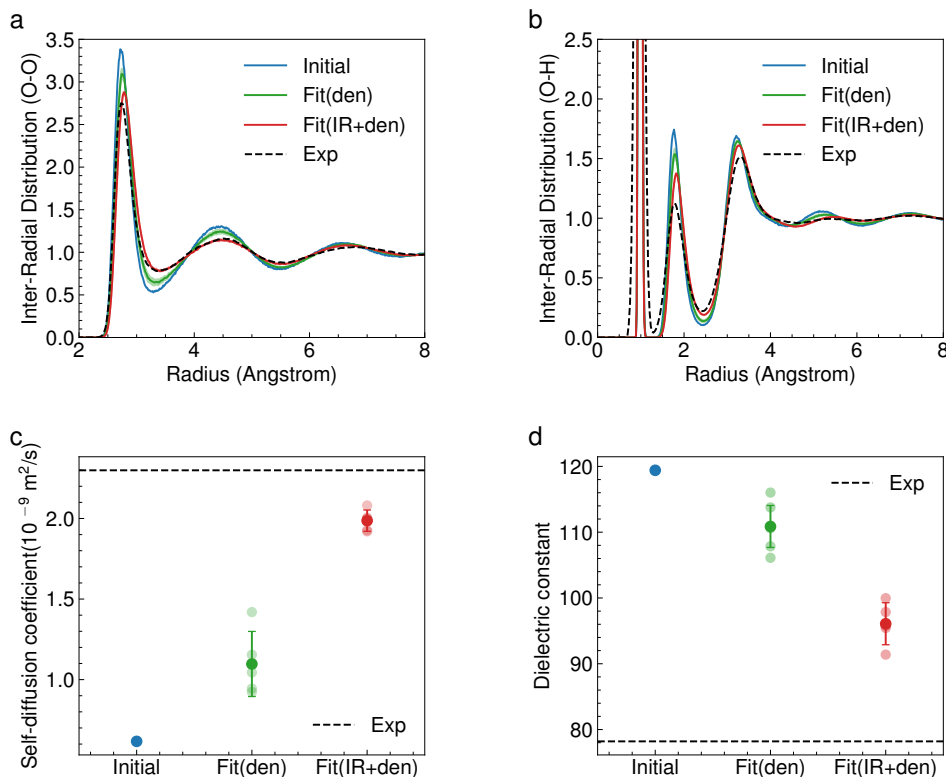 a
Inter-Radial Distribution (O-O)
3.5
3.0
2.5
2.0
1.5
1.0
0.5
0.0
2
4
6
8
Radius (Angstrom)
Initial
Fit(den)
Fit(IR+den)
Exp
b
Inter-Radial Distribution (O-H)
2.5
2.0
1.5
1.0
0.5
0.0
0
2
4
6
8
Radius (Angstrom)
Initial
Fit(den)
Fit(IR+den)
Exp
c
Self-diffusion coefficient(10⁻⁹ m²/s)
2.0
1.5
1.0
Exp
Initial
Fit(den)
Fit(IR+den)
d
Dielectric constant
120
110
100
90
80
Exp
Initial
Fit(den)
Fit(IR+den)